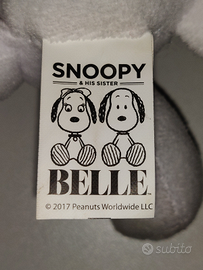 SNOOPY
& HIS SISTER
BELLE
© 2017 Peanuts Worldwide LLC
subito